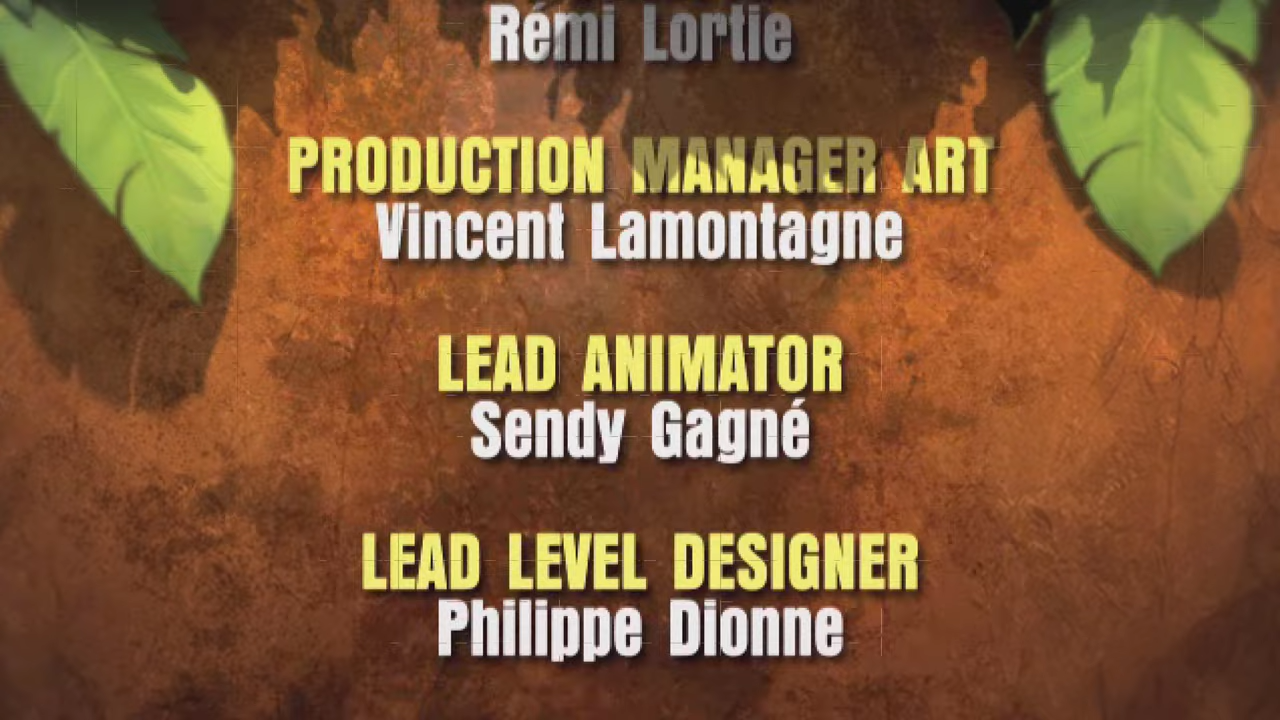 Rémi Lortie
PRODUCTION MANAGER ART
Vincent Lamontagne
LEAD ANIMATOR
Sendy Gagné
LEAD LEVEL DESIGNER
Philippe Dionne